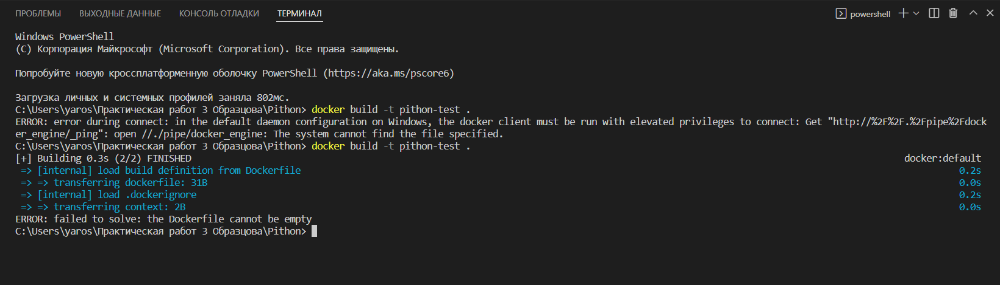 ПРОБЛЕМЫ ВЫХОДНЫЕ ДАННЫЕ КОНСОЛЬ ОТЛАДКИ ТЕРМИНАЛ powershell
Windows PowerShell
(C) Корпорация Майкрософт (Microsoft Corporation). Все права защищены.
Попробуйте новую кроссплатформенную оболочку PowerShell (https://aka.ms/pscore6)
Загрузка личных и системных профилей заняла 802мс.
C:\Users\yaros\Практическая работ 3 Образцова\Pithon> docker build -t pithon-test .
ERROR: error during connect: in the default daemon configuration on Windows, the docker client must be run with elevated privileges to connect: Get "http://%2F%2F.%2Fpipe%2Fdock
er_engine/_ping": open //./pipe/docker_engine: The system cannot find the file specified.
C:\Users\yaros\Практическая работ 3 Образцова\Pithon> docker build -t pithon-test .
[+] Building 0.3s (2/2) FINISHED docker:default
=> [internal] load build definition from Dockerfile 0.2s
=> => transferring dockerfile: 31B 0.0s
=> [internal] load .dockerignore 0.2s
=> => transferring context: 2B 0.0s
ERROR: failed to solve: the Dockerfile cannot be empty
C:\Users\yaros\Практическая работ 3 Образцова\Pithon>